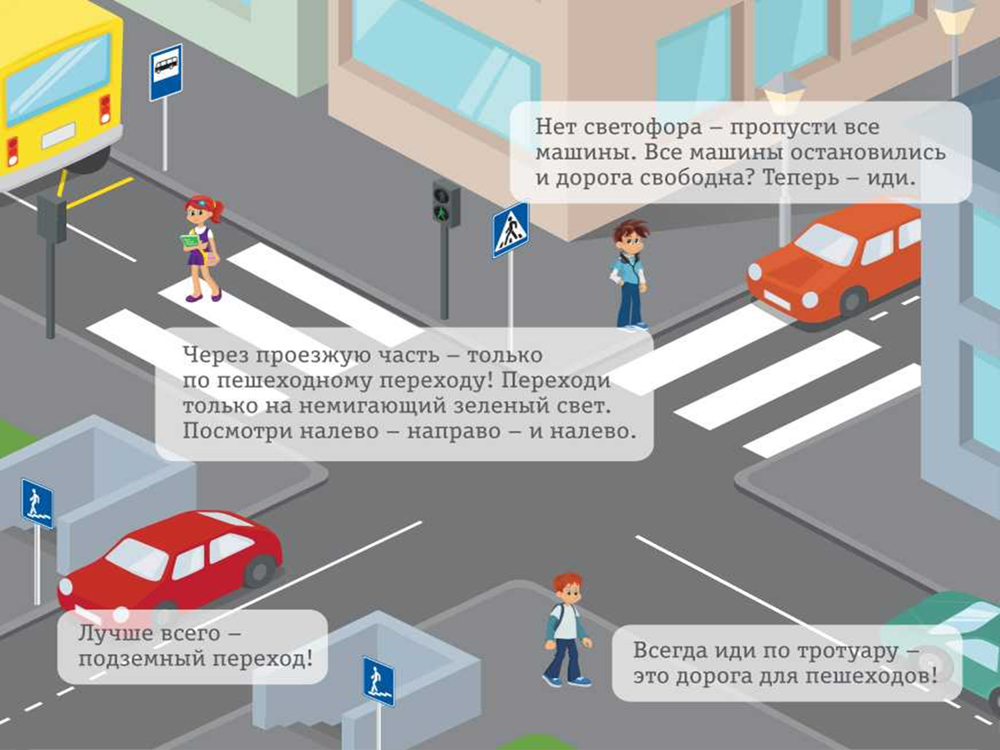 Нет светофора – пропусти все
машины. Все машины остановились
и дорога свободна? Теперь – иди.
Через проезжую часть – только
по пешеходному переходу! Переходи
только на немигающий зеленый свет.
Посмотри налево – направо – и налево.
Лучше всего –
подземный переход!
Всегда иди по тротуару –
это дорога для пешеходов!